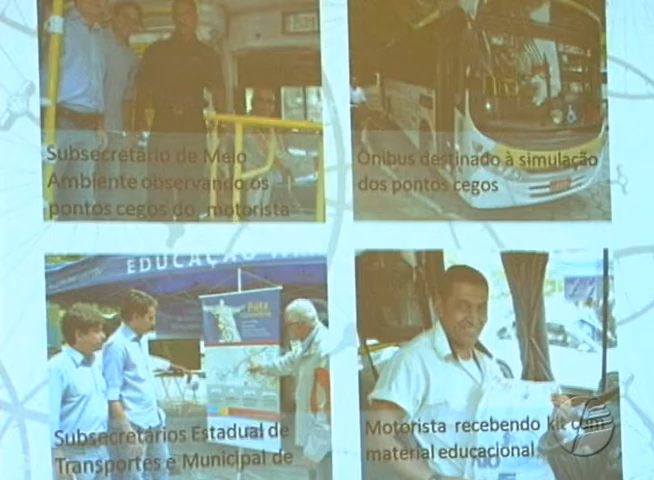 Subsecretário de Meio
Ambiente observando os
pontos cegos do motorista
Ônibus destinado à simulação
dos pontos cegos
EDUCAÇÃO
Subsecretários Estadual de
Transportes e Municipal de
Motorista recebendo kit com
material educacional